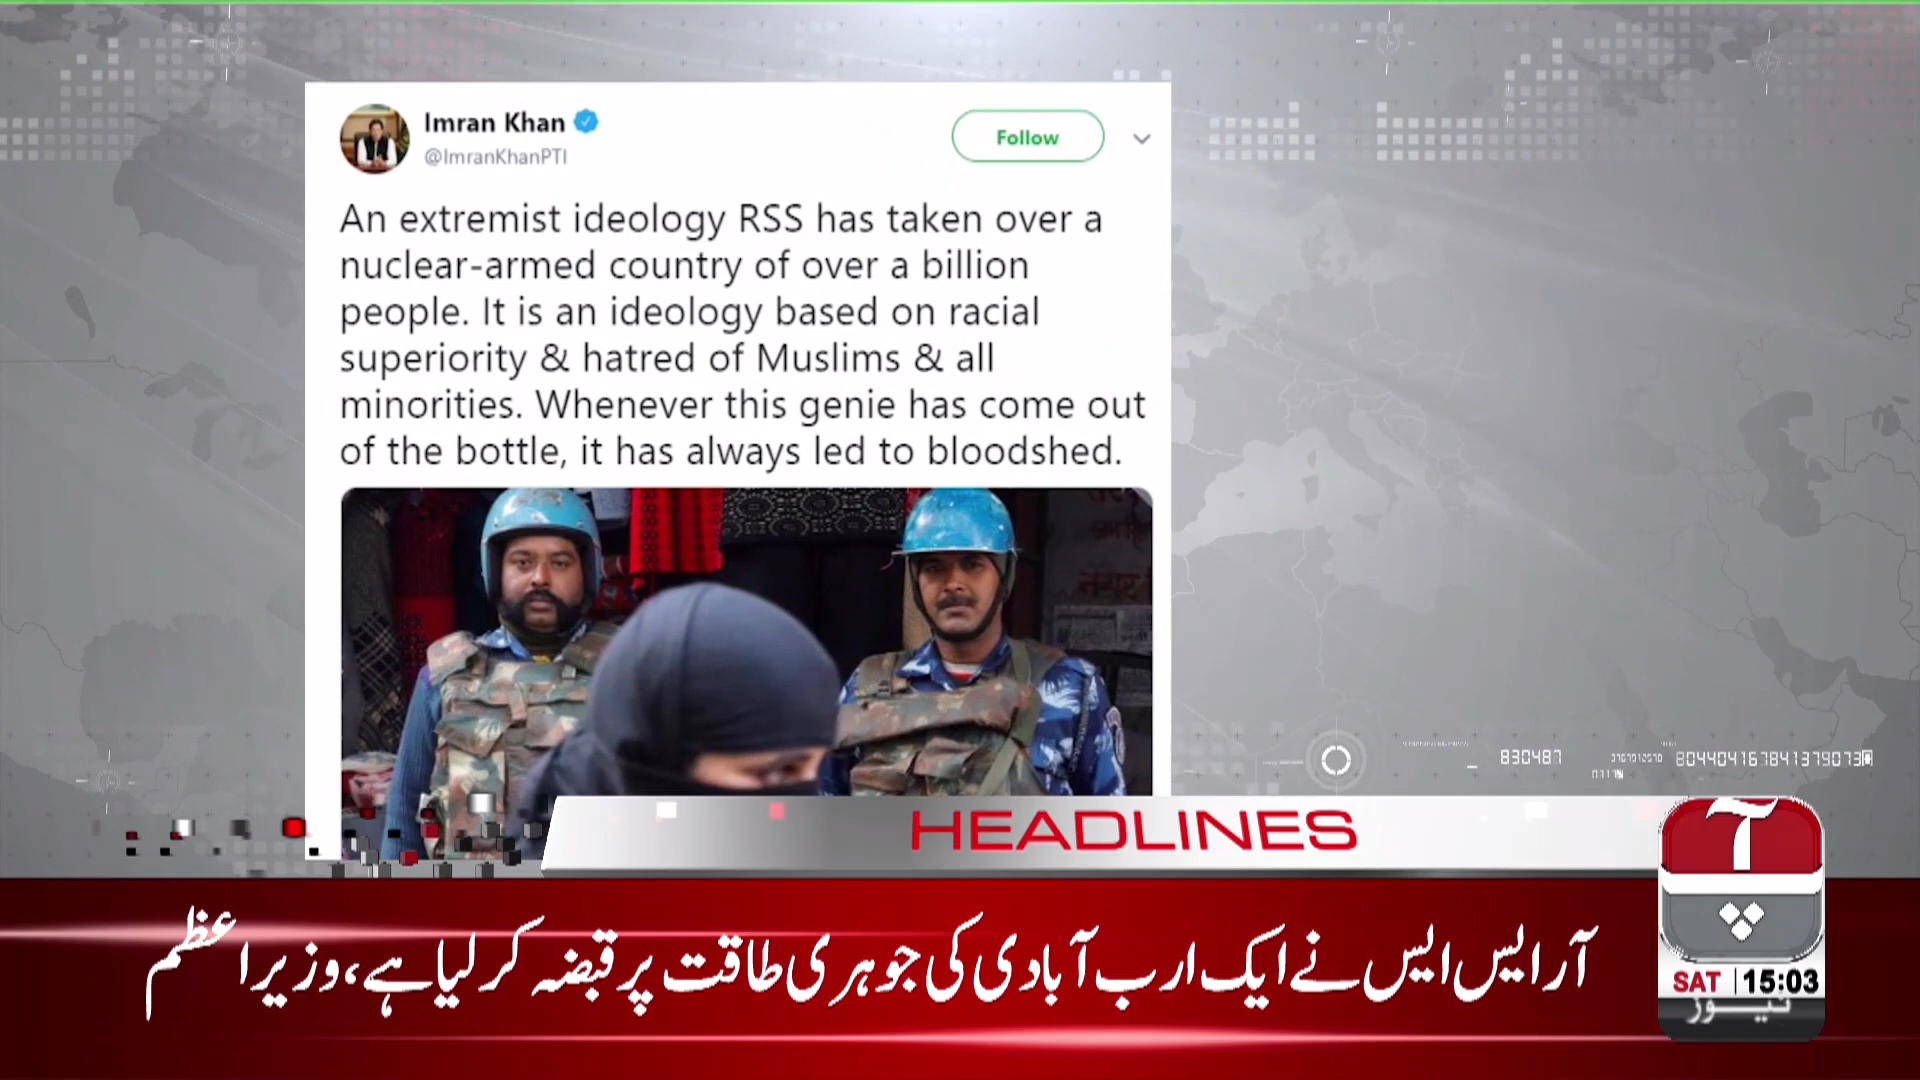 Imran Khan
@ImranKhanPTI
Follow
An extremist ideology RSS has taken over a
nuclear-armed country of over a billion
people. It is an ideology based on racial
superiority & hatred of Muslims & all
minorities. Whenever this genie has come out
of the bottle, it has always led to bloodshed.
830487
HEADLINES
آر ایس ایس نے ایک ارب آبادی کی جوہری طاقت پر قبضہ کر لیا ہے، وزیراعظم
آپ
SAT 15:03
نیوز